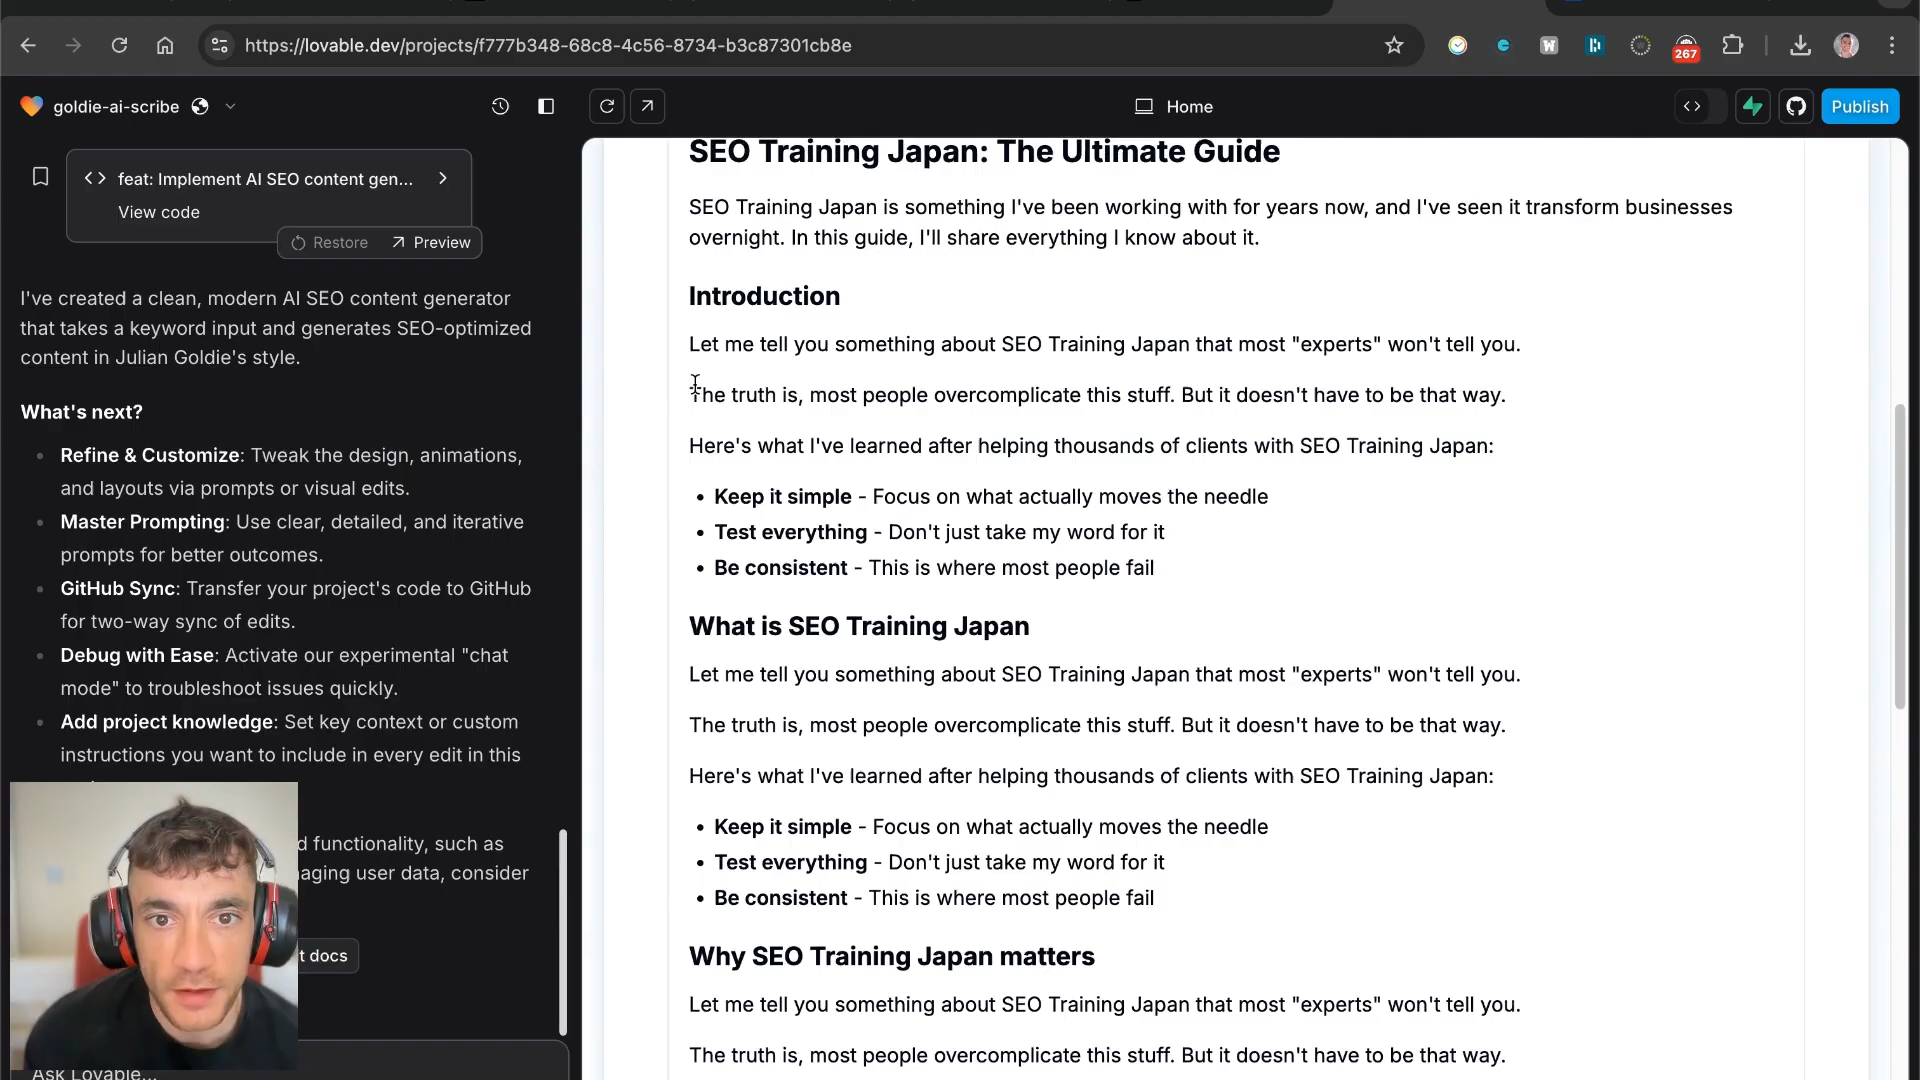 https://lovable.dev/projects/f777b348-68c8-4c56-8734-b3c87301cb8e
267
goldie-ai-scribe
Home
Publish
feat: Implement AI SEO content gen...
View code
Restore
Preview
I've created a clean, modern AI SEO content generator
that takes a keyword input and generates SEO-optimized
content in Julian Goldie's style.
What's next?
Refine & Customize: Tweak the design, animations,
and layouts via prompts or visual edits.
Master Prompting: Use clear, detailed, and iterative
prompts for better outcomes.
GitHub Sync: Transfer your project's code to GitHub
for two-way sync of edits.
Debug with Ease: Activate our experimental "chat
mode" to troubleshoot issues quickly.
Add project knowledge: Set key context or custom
instructions you want to include in every edit in this
d functionality, such as
naging user data, consider
t docs
Ask Lovable...
SEO Training Japan: The Ultimate Guide
SEO Training Japan is something I've been working with for years now, and I've seen it transform businesses
overnight. In this guide, I'll share everything I know about it.
Introduction
Let me tell you something about SEO Training Japan that most "experts" won't tell you.
The truth is, most people overcomplicate this stuff. But it doesn't have to be that way.
Here's what I've learned after helping thousands of clients with SEO Training Japan:
• Keep it simple - Focus on what actually moves the needle
• Test everything - Don't just take my word for it
• Be consistent - This is where most people fail
What is SEO Training Japan
Let me tell you something about SEO Training Japan that most "experts" won't tell you.
The truth is, most people overcomplicate this stuff. But it doesn't have to be that way.
Here's what I've learned after helping thousands of clients with SEO Training Japan:
• Keep it simple - Focus on what actually moves the needle
• Test everything - Don't just take my word for it
• Be consistent - This is where most people fail
Why SEO Training Japan matters
Let me tell you something about SEO Training Japan that most "experts" won't tell you.
The truth is, most people overcomplicate this stuff. But it doesn't have to be that way.